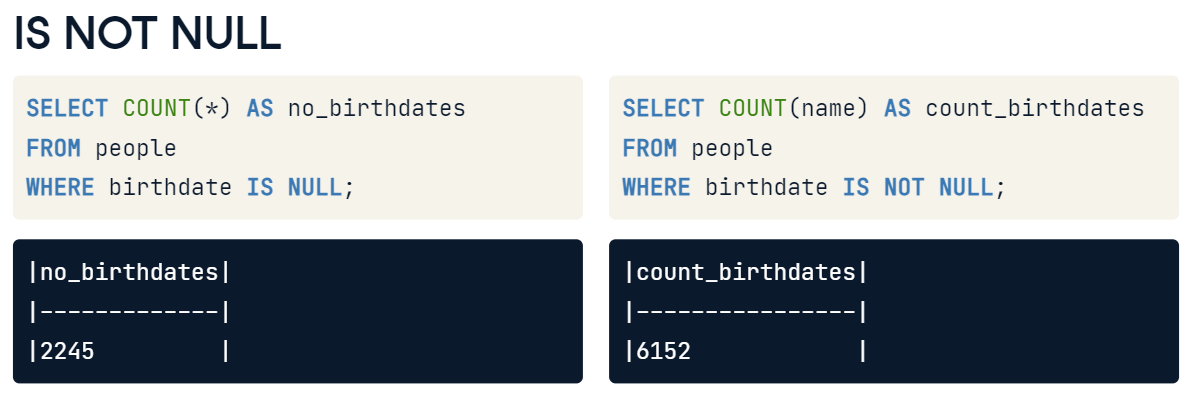 IS NOT NULL
SELECT COUNT(*) AS no_birthdates
FROM people
WHERE birthdate IS NULL;
|no_birthdates|
|-------------|
|2245         |
SELECT COUNT(name) AS count_birthdates
FROM people
WHERE birthdate IS NOT NULL;
|count_birthdates|
|----------------|
|6152            |